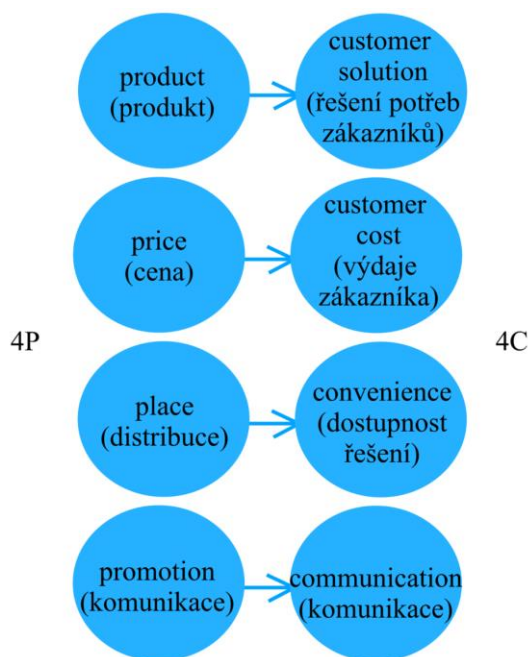 product
(produkt)
customer
solution
(řešení potřeb
zákazníků)
price
(cena)
customer
cost
(výdaje
zákazníka)
4P
4C
place
(distribuce)
convenience
(dostupnost
řešení)
promotion
(komunikace)
communication
(komunikace)